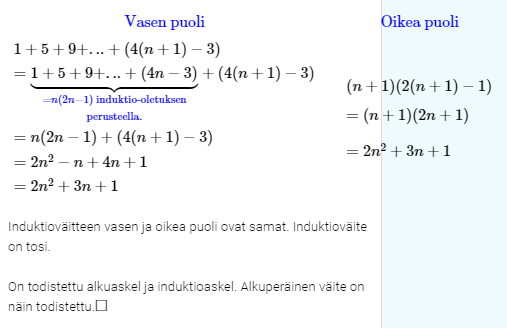 Vasen puoli
1 + 5 + 9 + … + (4(n + 1) − 3)
= 1 + 5 + 9 + … + (4n − 3) + (4(n + 1) − 3)
=n(2n−1) induktio-oletuksen
perusteella.
= n(2n − 1) + (4(n + 1) − 3)
= 2n² − n + 4n + 1
= 2n² + 3n + 1
Oikea puoli
(n + 1)(2(n + 1) − 1)
= (n + 1)(2n + 1)
= 2n² + 3n + 1
Induktioväitteen vasen ja oikea puoli ovat samat. Induktioväite
on tosi.
On todistettu alkuaskel ja induktioaskel. Alkuperäinen väite on
näin todistettu.□